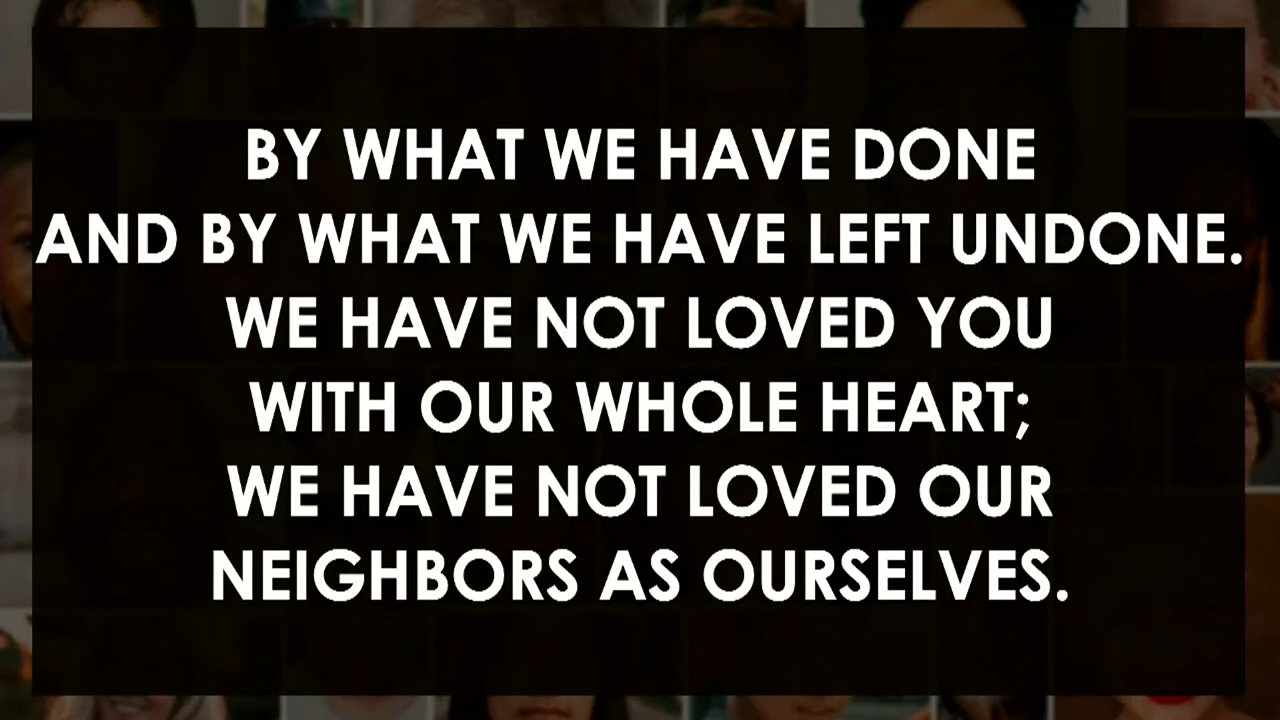 BY WHAT WE HAVE DONE
AND BY WHAT WE HAVE LEFT UNDONE.
WE HAVE NOT LOVED YOU
WITH OUR WHOLE HEART;
WE HAVE NOT LOVED OUR
NEIGHBORS AS OURSELVES.